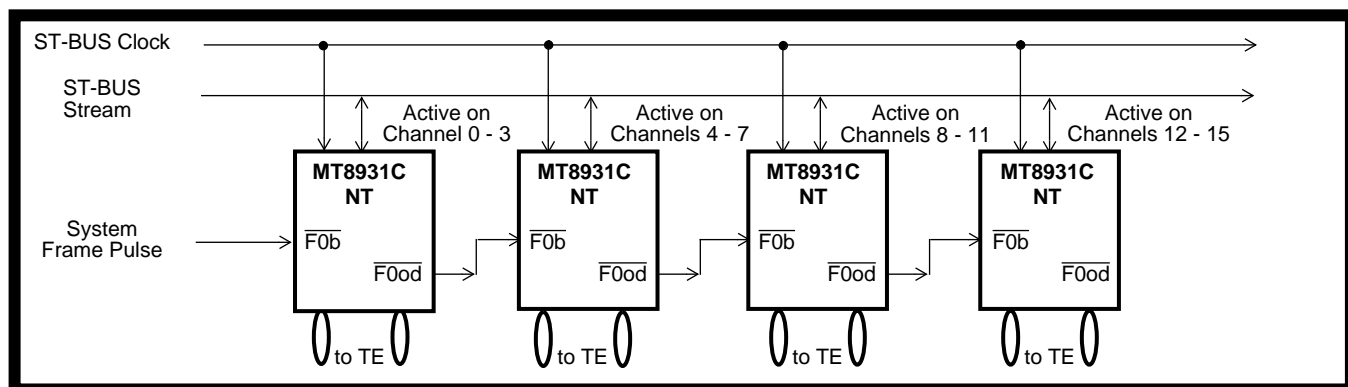 ST-BUS Clock
ST-BUS
Stream
Active on
Channel 0 - 3
Active on
Channels 4 - 7
Active on
Channels 8 - 11
Active on
Channels 12 - 15
MT8931C
NT
MT8931C
NT
MT8931C
NT
MT8931C
NT
System
Frame Pulse
F0b
F0od
F0b
F0od
F0b
F0od
F0b
F0od
to TE
to TE
to TE
to TE